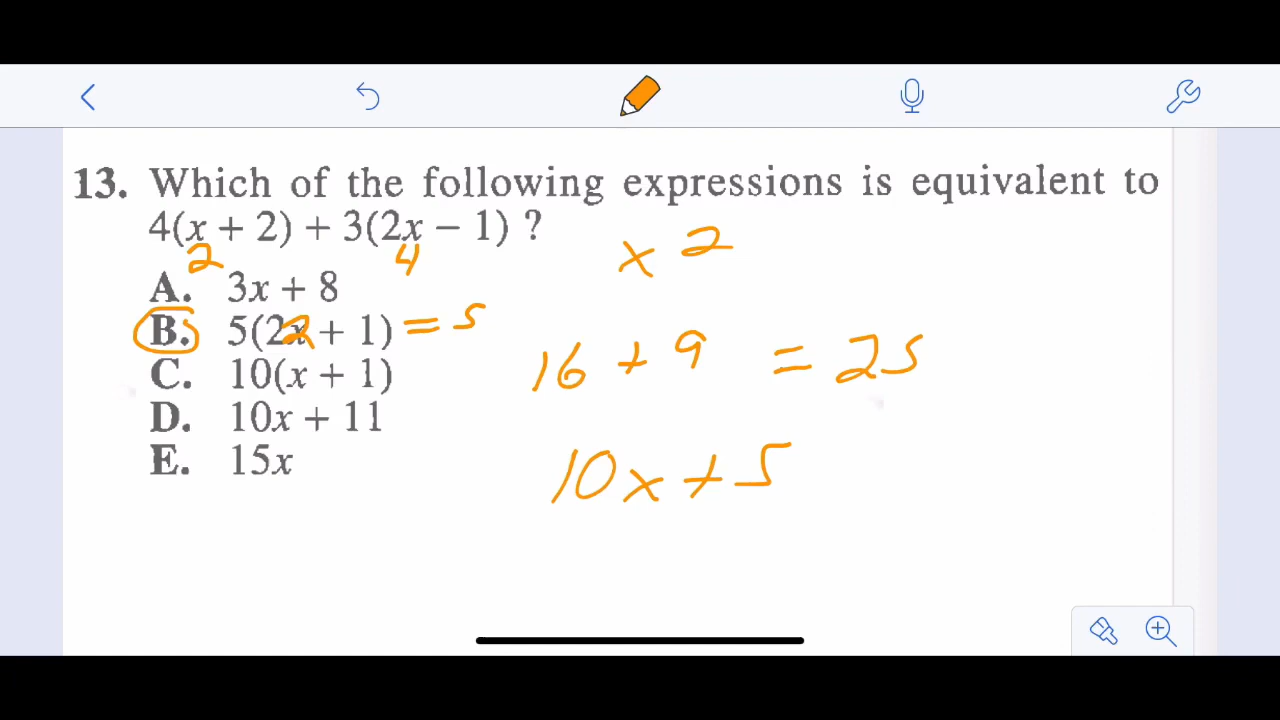 13. Which of the following expressions is equivalent to
4(x + 2) + 3(2x − 1) ?
2 4 x 2
A. 3x + 8
B. 5(2x + 1) = 5
2
16 + 9 = 25
C. 10(x + 1)
D. 10x + 11
E. 15x
10x + 5